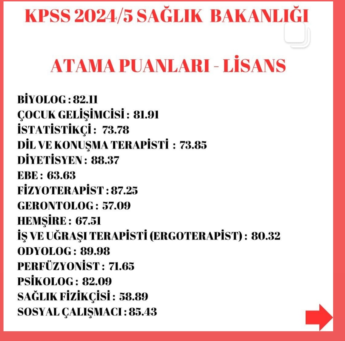 KPSS 2024/5 SAĞLIK BAKANLIĞI
ATAMA PUANLARI - LİSANS
BİYOLOG : 82.11
ÇOCUK GELİŞİMCİSİ : 81.91
İSTATİSTİKÇİ : 73.78
DİL VE KONUŞMA TERAPİSTİ : 73.85
DİYETİSYEN : 88.37
EBE : 63.63
FİZYOTERAPİST : 87.25
GERONTOLOG : 57.09
HEMŞİRE : 67.51
İŞ VE UĞRAŞI TERAPİSTİ (ERGOTERAPİST) : 80.32
ODYOLOG : 89.98
PERFÜZYONİST : 71.65
PSİKOLOG : 82.09
SAĞLIK FİZİKÇİSİ : 58.89
SOSYAL ÇALIŞMACI : 85.43